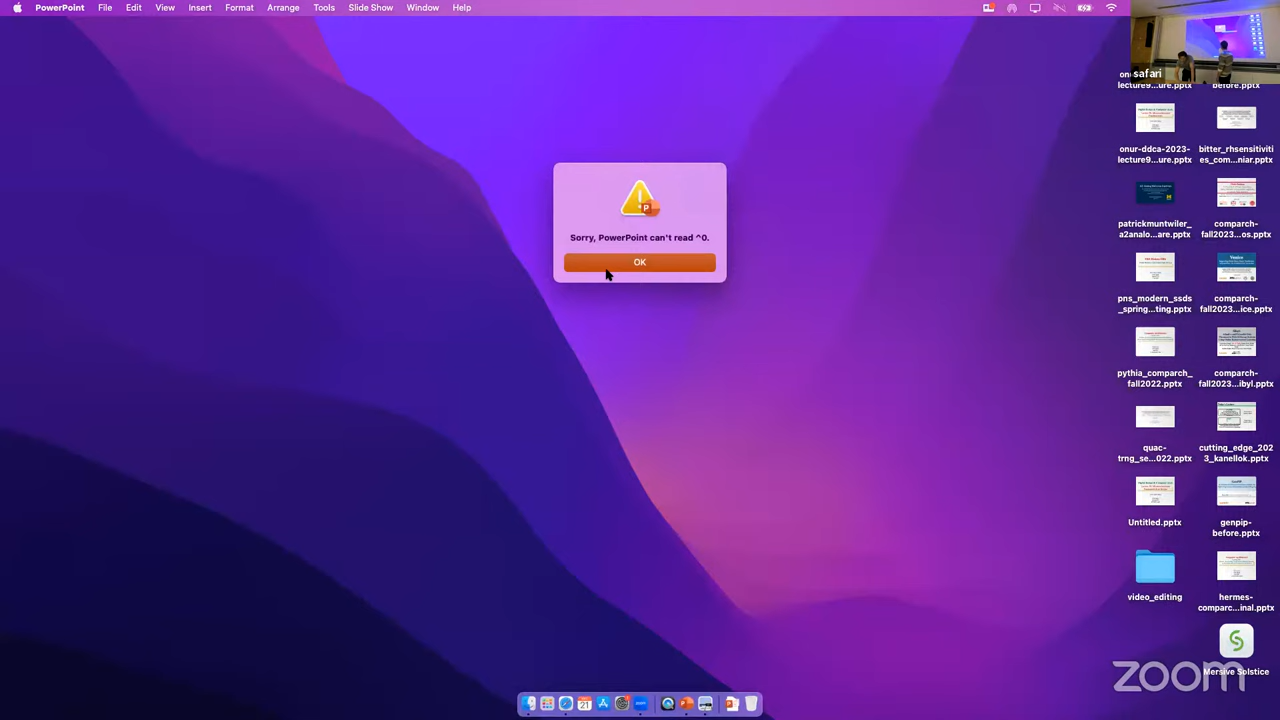 PowerPoint File Edit View Insert Format Arrange Tools Slide Show Window Help
safari
lecture9...ure.pptx
before.pptx
onur-ddca-2023-
lecture9...ure.pptx
bitter_rhsensitiviti
es_com...niar.pptx
Sorry, PowerPoint can't read ^0.
OK
patrickmuntwiler_
a2analo...are.pptx
comparch-
fall2023...os.pptx
pns_modern_ssds
_spring...ting.pptx
comparch-
fall2023...ice.pptx
pythia_comparch_
fall2022.pptx
comparch-
fall2023...ibyl.pptx
quac-
trng_se...022.pptx
cutting_edge_202
3_kanellok.pptx
Untitled.pptx
genpip-
before.pptx
video_editing
hermes-
comparc...inal.pptx
Mersive Solstice
zoom
21